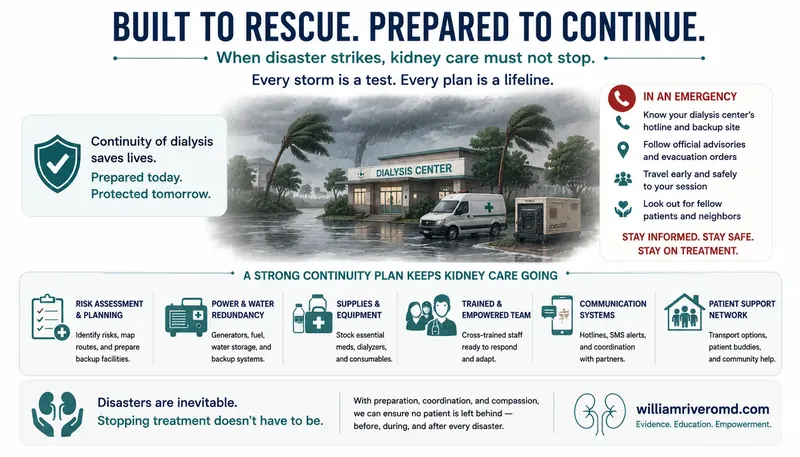 BUILT TO RESCUE. PREPARED TO CONTINUE.
When disaster strikes, kidney care must not stop.
Every storm is a test. Every plan is a lifeline.
Continuity of dialysis
saves lives.
Prepared today.
Protected tomorrow.
DIALYSIS CENTER
IN AN EMERGENCY
Know your dialysis center's
hotline and backup site
Follow official advisories
and evacuation orders
Travel early and safely
to your session
Look out for fellow
patients and neighbors
STAY INFORMED. STAY SAFE.
STAY ON TREATMENT.
A STRONG CONTINUITY PLAN KEEPS KIDNEY CARE GOING
RISK ASSESSMENT
& PLANNING
Identify risks, map
routes, and prepare
backup facilities.
POWER & WATER
REDUNDANCY
Generators, fuel,
water storage, and
backup systems.
SUPPLIES &
EQUIPMENT
Stock essential
meds, dialyzers,
and consumables.
TRAINED &
EMPOWERED TEAM
Cross-trained staff
ready to respond
and adapt.
COMMUNICATION
SYSTEMS
Hotlines, SMS alerts,
and coordination
with partners.
PATIENT SUPPORT
NETWORK
Transport options,
patient buddies,
and community help.
Disasters are inevitable.
Stopping treatment doesn't have to be.
With preparation, coordination, and compassion,
we can ensure no patient is left behind —
before, during, and after every disaster.
williamriveromd.com
Evidence. Education. Empowerment.